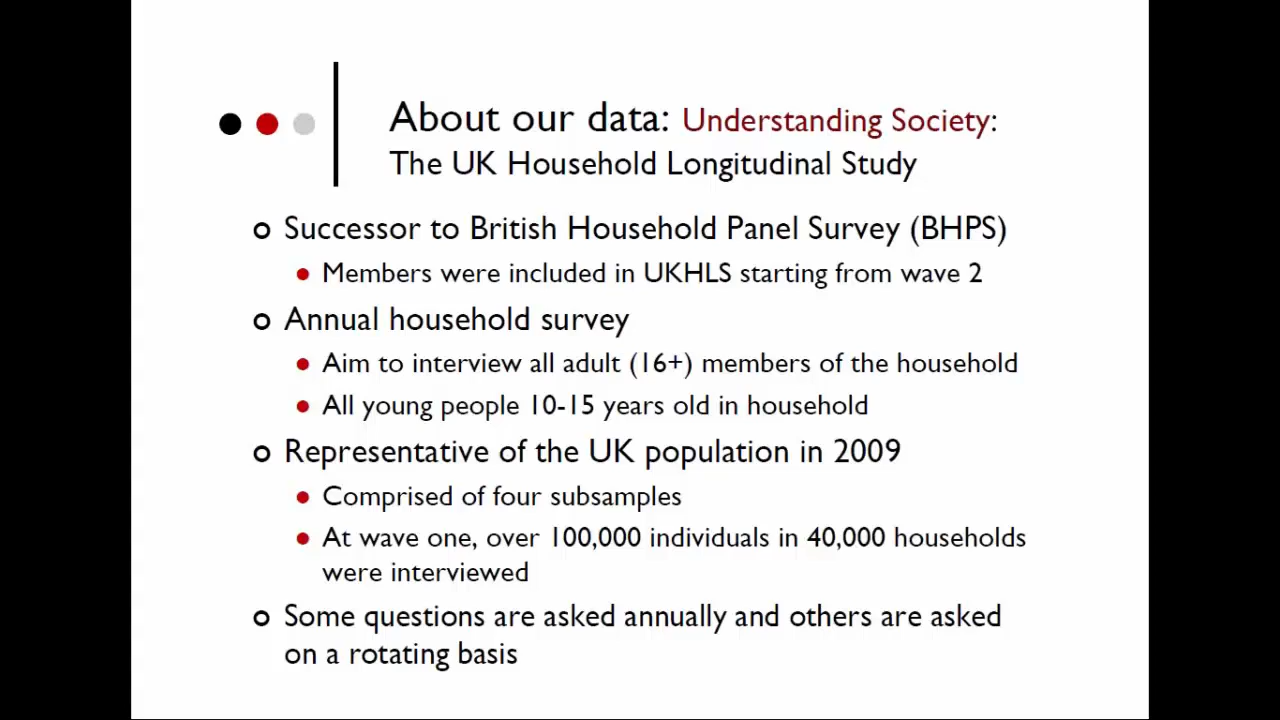 About our data: Understanding Society:
The UK Household Longitudinal Study
Successor to British Household Panel Survey (BHPS)
Members were included in UKHLS starting from wave 2
Annual household survey
Aim to interview all adult (16+) members of the household
All young people 10-15 years old in household
Representative of the UK population in 2009
Comprised of four subsamples
At wave one, over 100,000 individuals in 40,000 households
were interviewed
Some questions are asked annually and others are asked
on a rotating basis